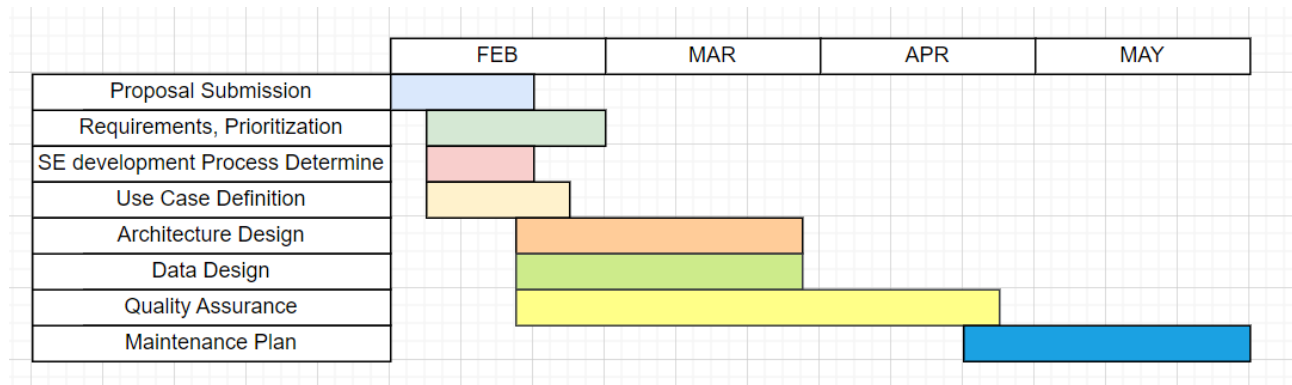 FEB MAR APR MAY
Proposal Submission
Requirements, Prioritization
SE development Process Determine
Use Case Definition
Architecture Design
Data Design
Quality Assurance
Maintenance Plan